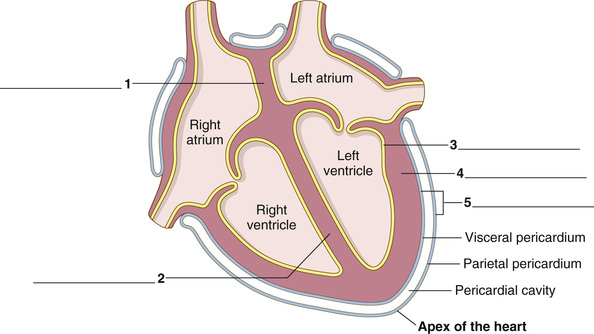 1
Left atrium
Right
atrium
Left
ventricle
3
4
5
Right
ventricle
Visceral pericardium
Parietal pericardium
2
Pericardial cavity
Apex of the heart